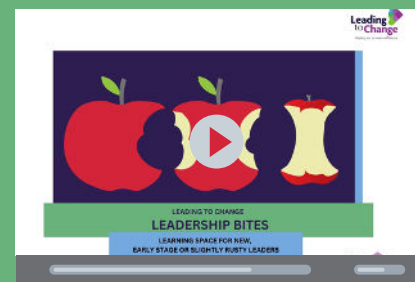 Leading
to Change
LEADING TO CHANGE
LEADERSHIP BITES
LEARNING SPACE FOR NEW,
EARLY STAGE OR SLIGHTLY RUSTY LEADERS